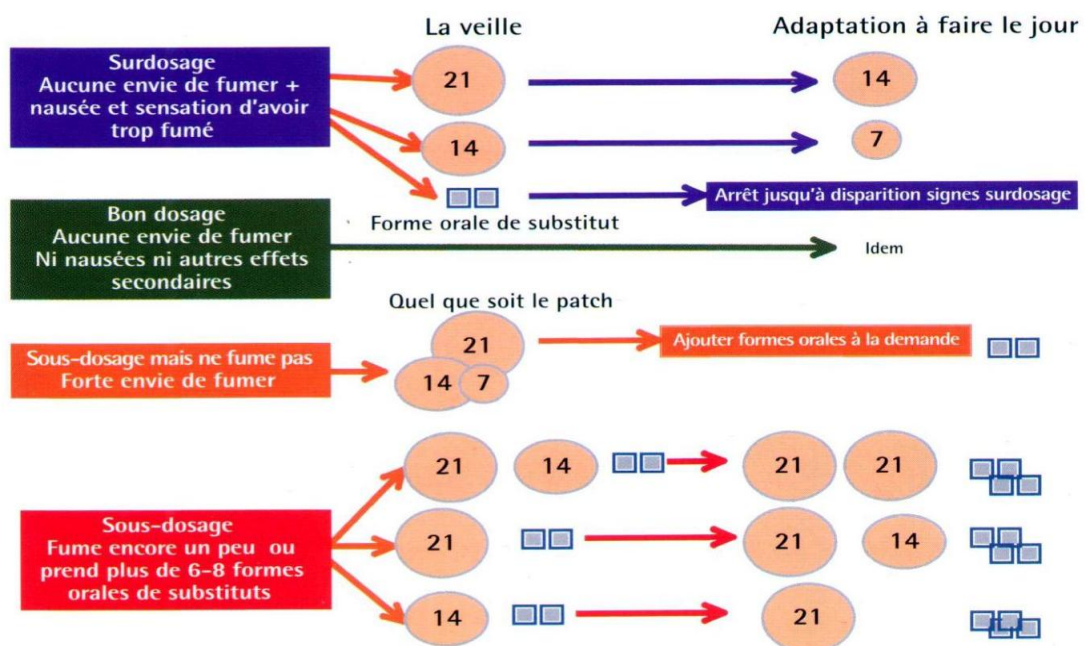 La veille
Adaptation à faire le jour
Surdosage
Aucune envie de fumer +
nausée et sensation d'avoir
trop fumé
21
14
14
7
Arrêt jusqu'à disparition signes surdosage
Forme orale de substitut
Bon dosage
Aucune envie de fumer
Ni nausées ni autres effets
secondaires
Idem
Quel que soit le patch
Sous-dosage mais ne fume pas
Forte envie de fumer
21
14
7
Ajouter formes orales à la demande
Sous-dosage
Fume encore un peu ou
prend plus de 6-8 formes
orales de substituts
21
14
21
21
21
21
14
14
21